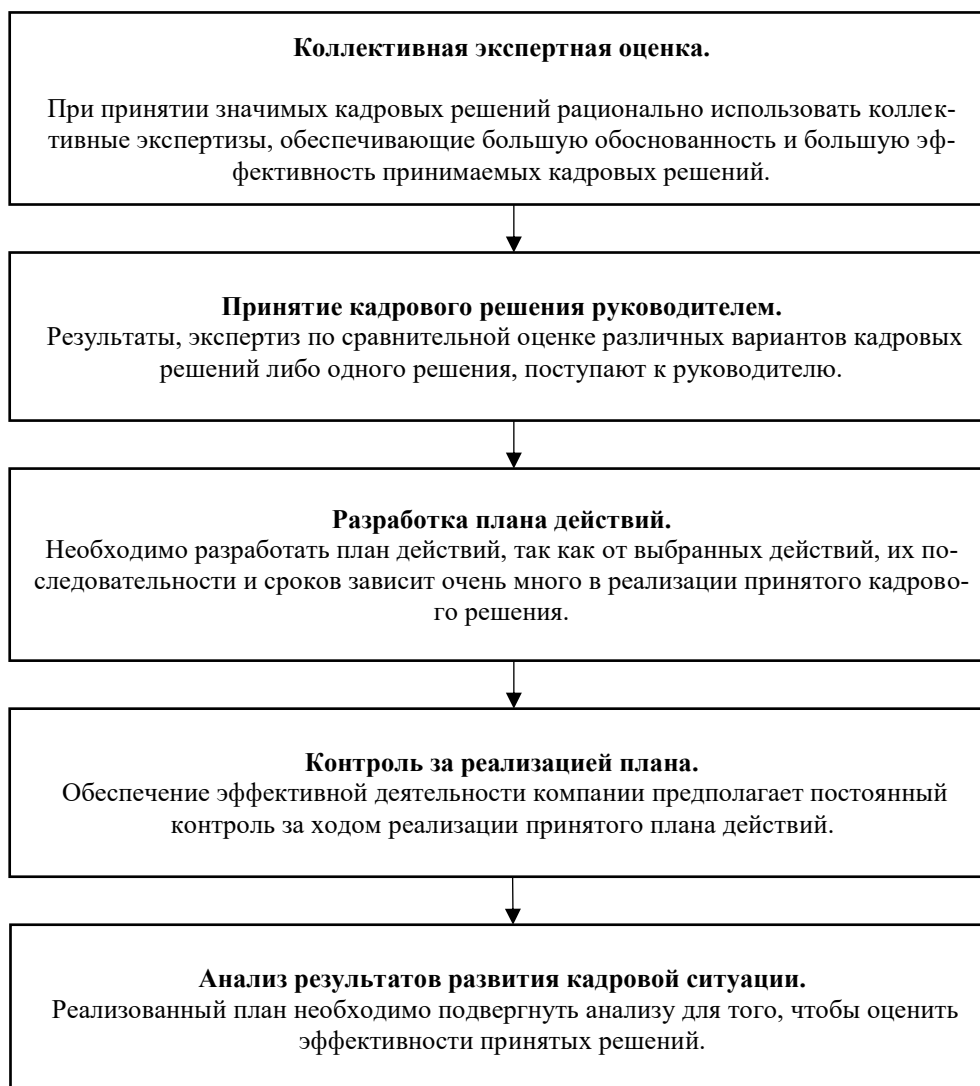 Коллективная экспертная оценка.
При принятии значимых кадровых решений рационально использовать коллек-
тивные экспертизы, обеспечивающие большую обоснованность и большую эф-
фективность принимаемых кадровых решений.
Принятие кадрового решения руководителем.
Результаты, экспертиз по сравнительной оценке различных вариантов кадровых
решений либо одного решения, поступают к руководителю.
Разработка плана действий.
Необходимо разработать план действий, так как от выбранных действий, их по-
следовательности и сроков зависит очень много в реализации принятого кадрово-
го решения.
Контроль за реализацией плана.
Обеспечение эффективной деятельности компании предполагает постоянный
контроль за ходом реализации принятого плана действий.
Анализ результатов развития кадровой ситуации.
Реализованный план необходимо подвергнуть анализу для того, чтобы оценить
эффективности принятых решений.